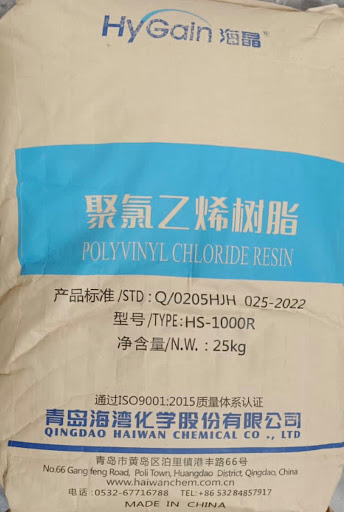 HyGain 海晶
聚氯乙烯树脂
POLYVINYL CHLORIDE RESIN
产品标准/STD:Q/0205HJH 025-2022
型号/TYPE:HS-1000R
净含量/N.W.:25kg
通过ISO9001:2015质量体系认证
青岛海湾化学股份有限公司
QINGDAO HAIWAN CHEMICAL CO ., LTD
青岛市黄岛区泊里镇港丰路66号
No.66 Gang feng Road, Poli Town, Huangdao District, Qingdao, China
www.haiwanchem.com.cn
电话:0532-67716788 TEL:+86 53284857917
MADE IN CHINA